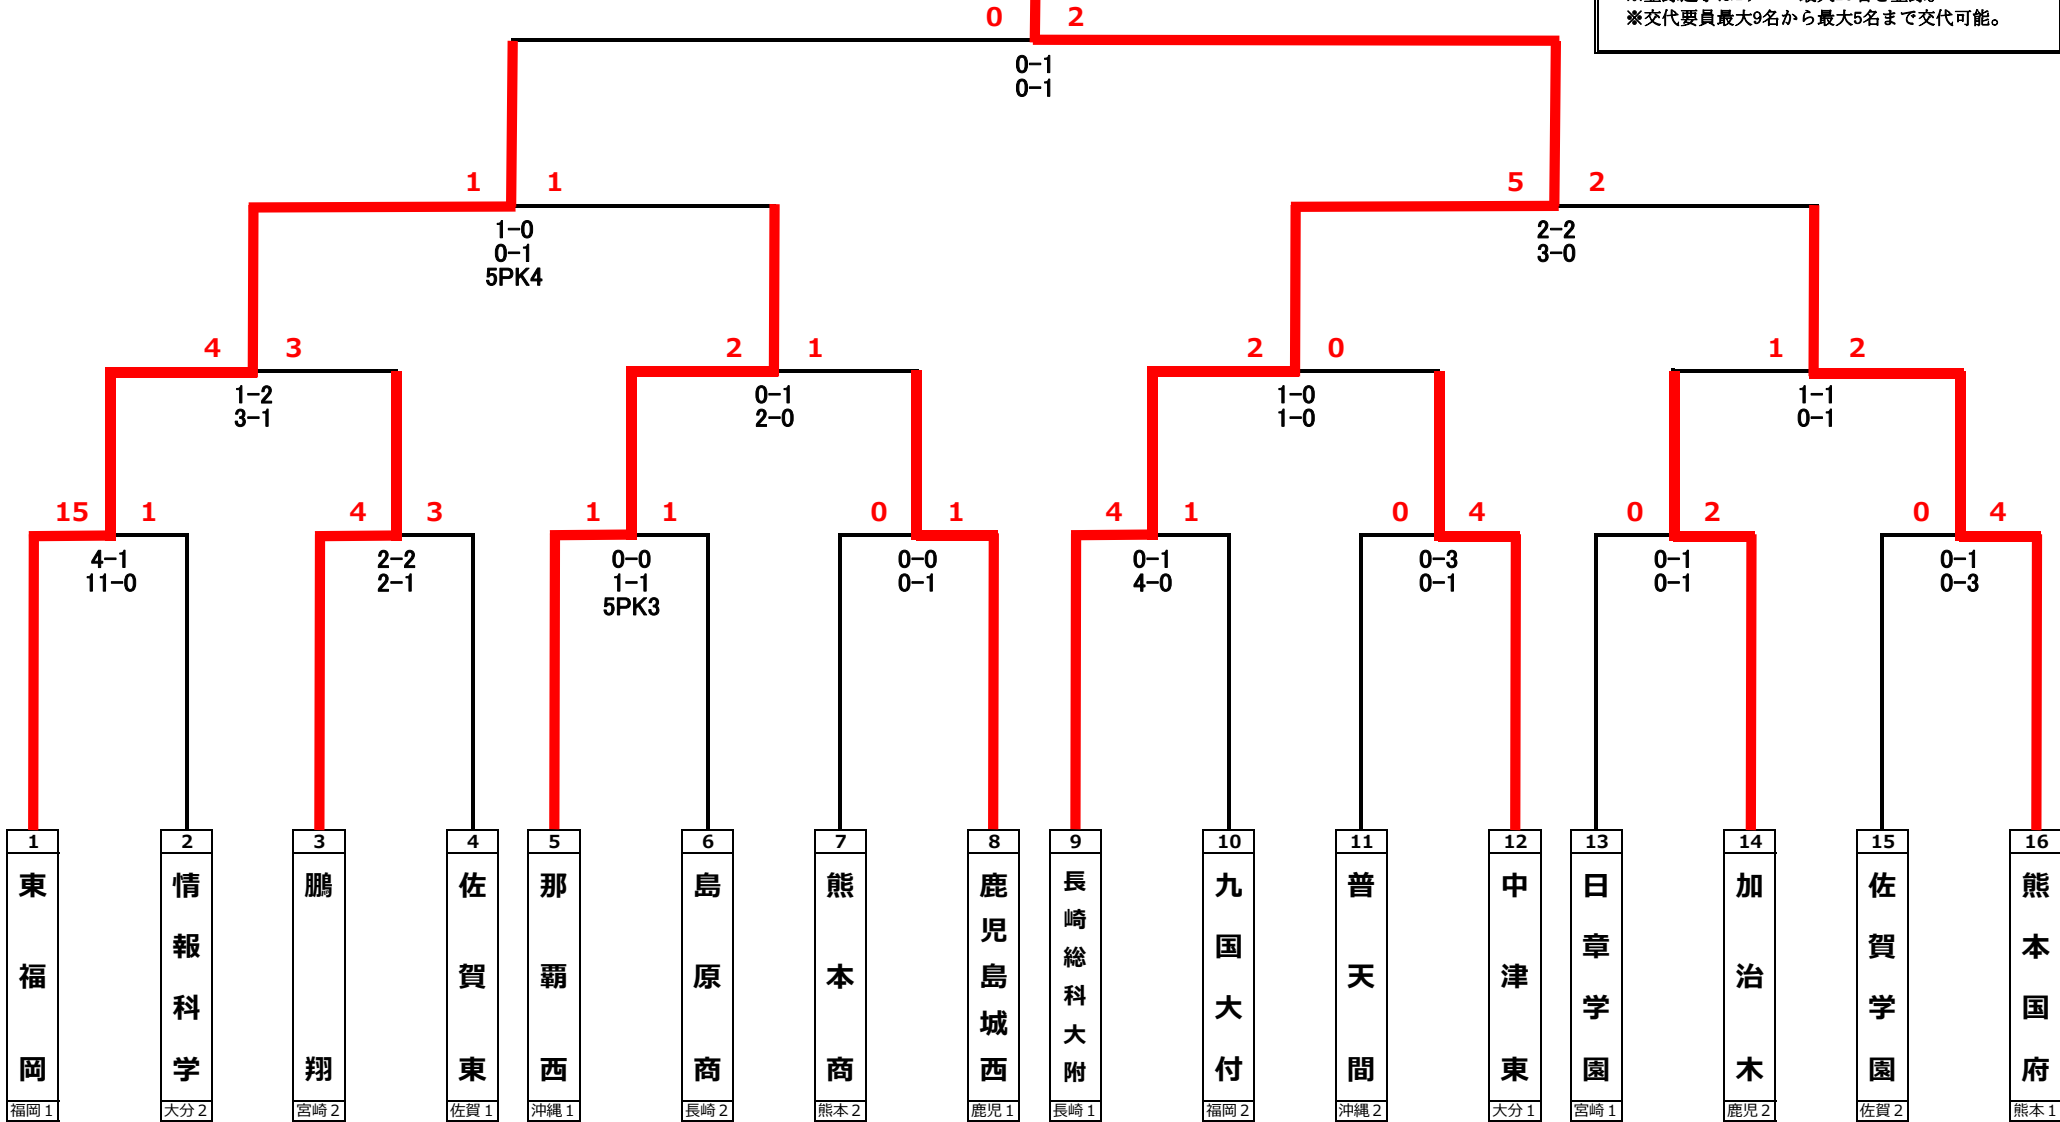 ※交代要員最大9名から最大5名まで交代可能。
0 2
0-1
0-1
1 1
1-0
0-1
5PK4
5 2
2-2
3-0
4 3
1-2
3-1
2 1
0-1
2-0
2 0
1-0
1-0
1 2
1-1
0-1
15 1
4-1
11-0
4 3
2-2
2-1
1 1
0-0
1-1
5PK3
0 1
0-0
0-1
4 1
0-1
4-0
0 4
0-3
0-1
0 2
0-1
0-1
0 4
0-1
0-3
1
東福岡
福岡1
2
情報科学
大分2
3
鵬翔
宮崎2
4
佐賀東
佐賀1
5
那覇西
沖縄1
6
島原商
長崎2
7
熊本商
熊本2
8
鹿児島城西
鹿児1
9
長崎総科大附
長崎1
10
九国大付
福岡2
11
普天間
沖縄2
12
中津東
大分1
13
日章学園
宮崎1
14
加治木
鹿児2
15
佐賀学園
佐賀2
16
熊本国府
熊本1